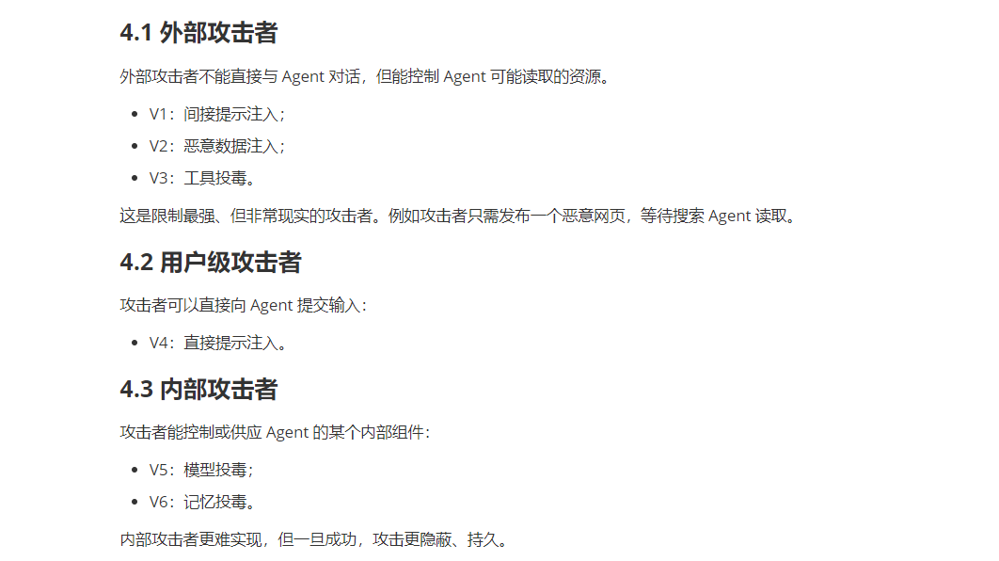 4.1 外部攻击者
外部攻击者不能直接与 Agent 对话，但能控制 Agent 可能读取的资源。
• V1：间接提示注入；
• V2：恶意数据注入；
• V3：工具投毒。
这是限制最强、但非常现实的攻击者。例如攻击者只需发布一个恶意网页，等待搜索 Agent 读取。
4.2 用户级攻击者
攻击者可以直接向 Agent 提交输入：
• V4：直接提示注入。
4.3 内部攻击者
攻击者能控制或供应 Agent 的某个内部组件：
• V5：模型投毒；
• V6：记忆投毒。
内部攻击者更难实现，但一旦成功，攻击更隐蔽、持久。